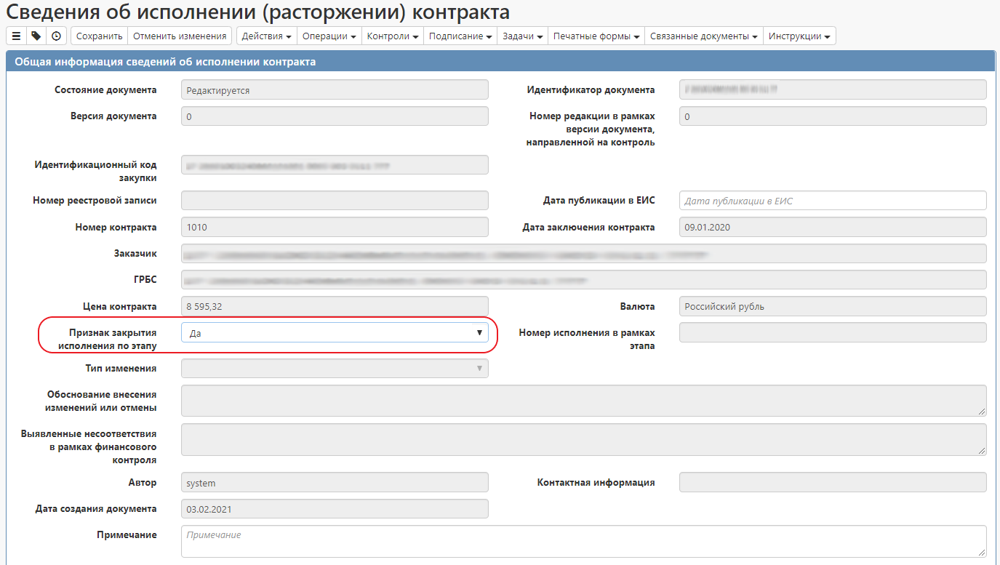 Сведения об исполнении (расторжении) контракта
Сохранить Отменить изменения Действия Операции Контроли Подписание Задачи Печатные формы Связанные документы Инструкции
Общая информация сведений об исполнении контракта
Состояние документа Редактируется Идентификатор документа
Версия документа 0 Номер редакции в рамках 0
версии документа,
направленной на контроль
Идентификационный код
закупки
Номер реестровой записи Дата публикации в ЕИС Дата публикации в ЕИС
Номер контракта 1010 Дата заключения контракта 09.01.2020
Заказчик
ГРБС
Цена контракта 8 595,32 Валюта Российский рубль
Признак закрытия Да Номер исполнения в рамках
исполнения по этапу этапа
Тип изменения
Обоснование внесения
изменений или отмены
Выявленные несоответствия
в рамках финансового
контроля
Автор system Контактная информация
Дата создания документа 03.02.2021
Примечание Примечание